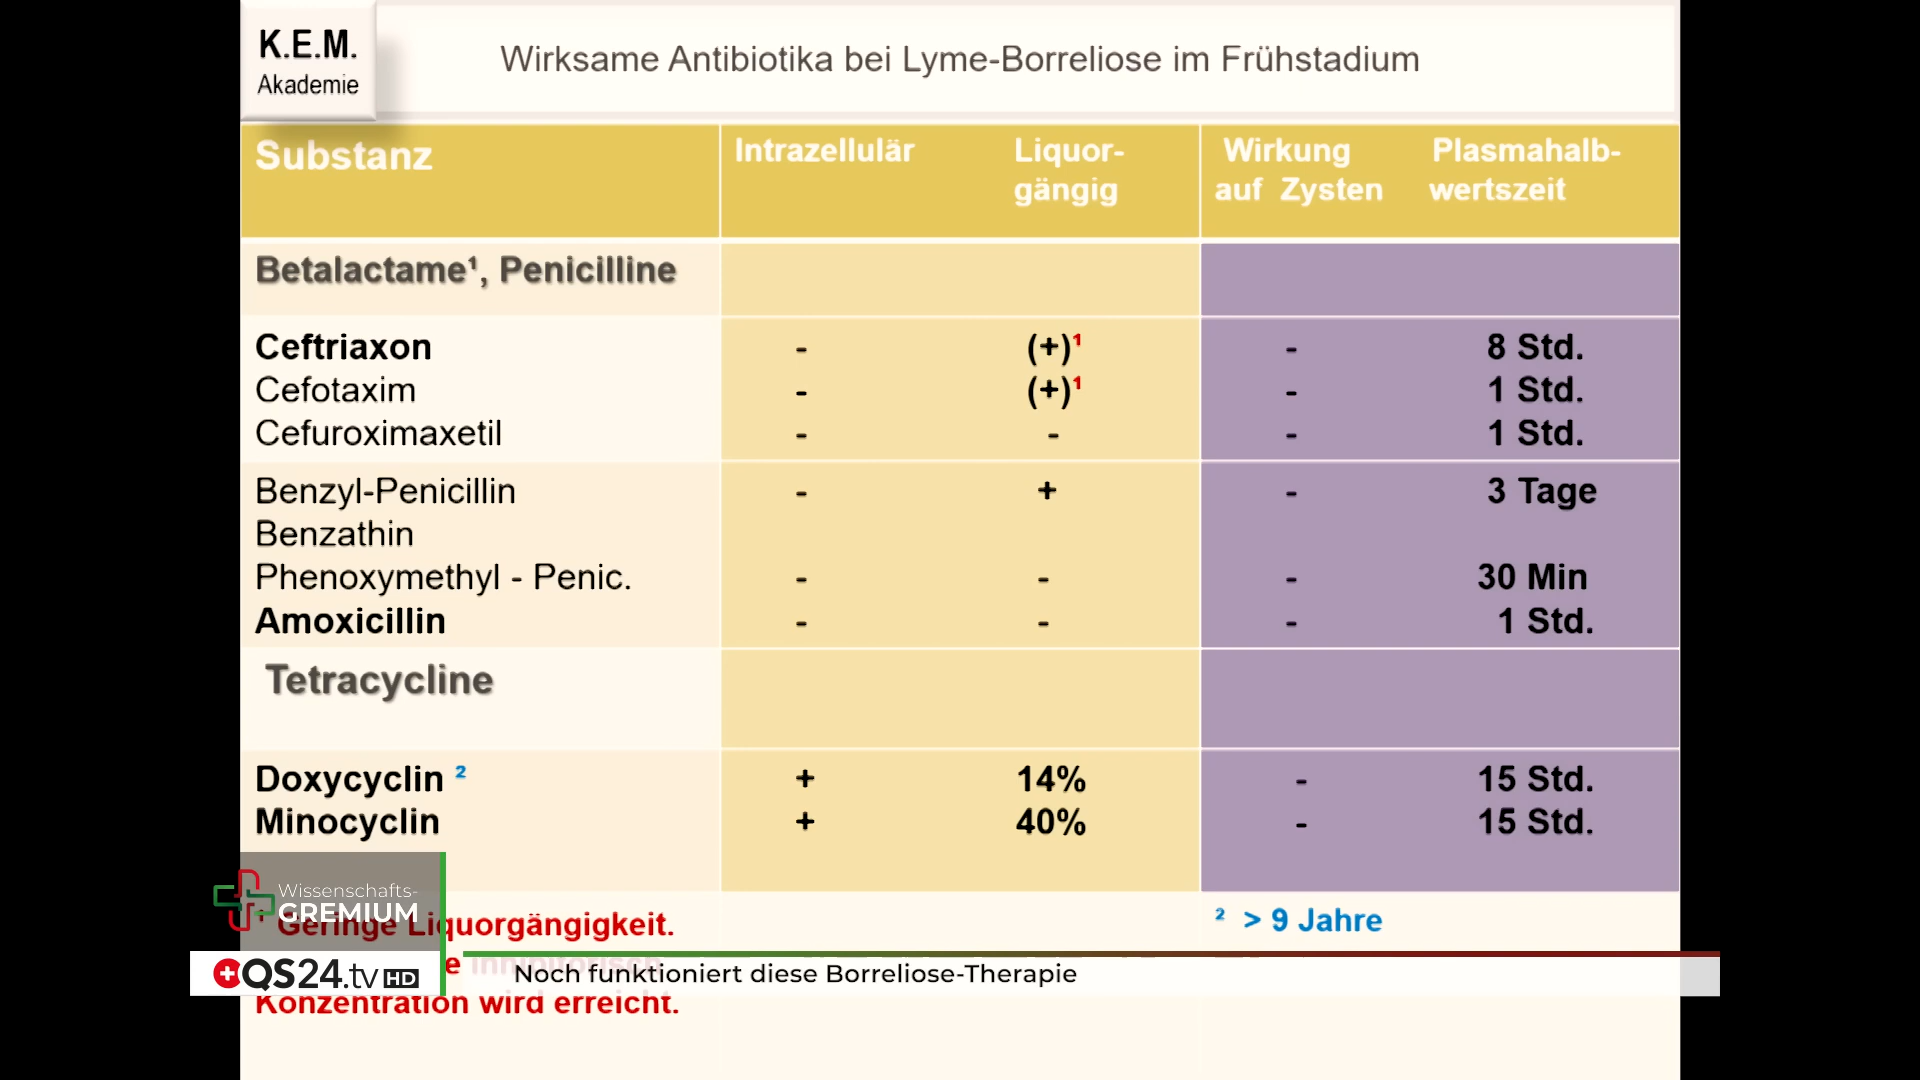 K.E.M.
Akademie
Wirksame Antibiotika bei Lyme-Borreliose im Frühstadium
Substanz Intrazellulär Liquor- Wirkung Plasmahalb-
gängig auf Zysten wertszeit
Betalactame¹, Penicilline
Ceftriaxon - (+)¹ - 8 Std.
Cefotaxim - (+)¹ - 1 Std.
Cefuroximaxetil - - - 1 Std.
Benzyl-Penicillin - + - 3 Tage
Benzathin
Phenoxymethyl - Penic. - - - 30 Min
Amoxicillin - - - 1 Std.
Tetracycline
Doxycyclin ² + 14% - 15 Std.
Minocyclin + 40% - 15 Std.
¹ Geringe Liquorgängigkeit. ² > 9 Jahre
Konzentration wird erreicht.
Wissenschafts-
GREMIUM
QS24.tv HD
Noch funktioniert diese Borreliose-Therapie